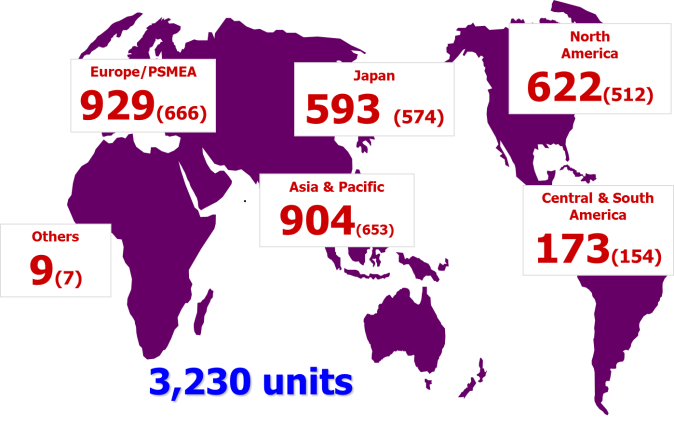 North
America
622(512)
Europe/PSMEA
929(666)
Japan
593 (574)
Asia & Pacific
904(653)
Central & South
America
173(154)
Others
9(7)
3,230 units